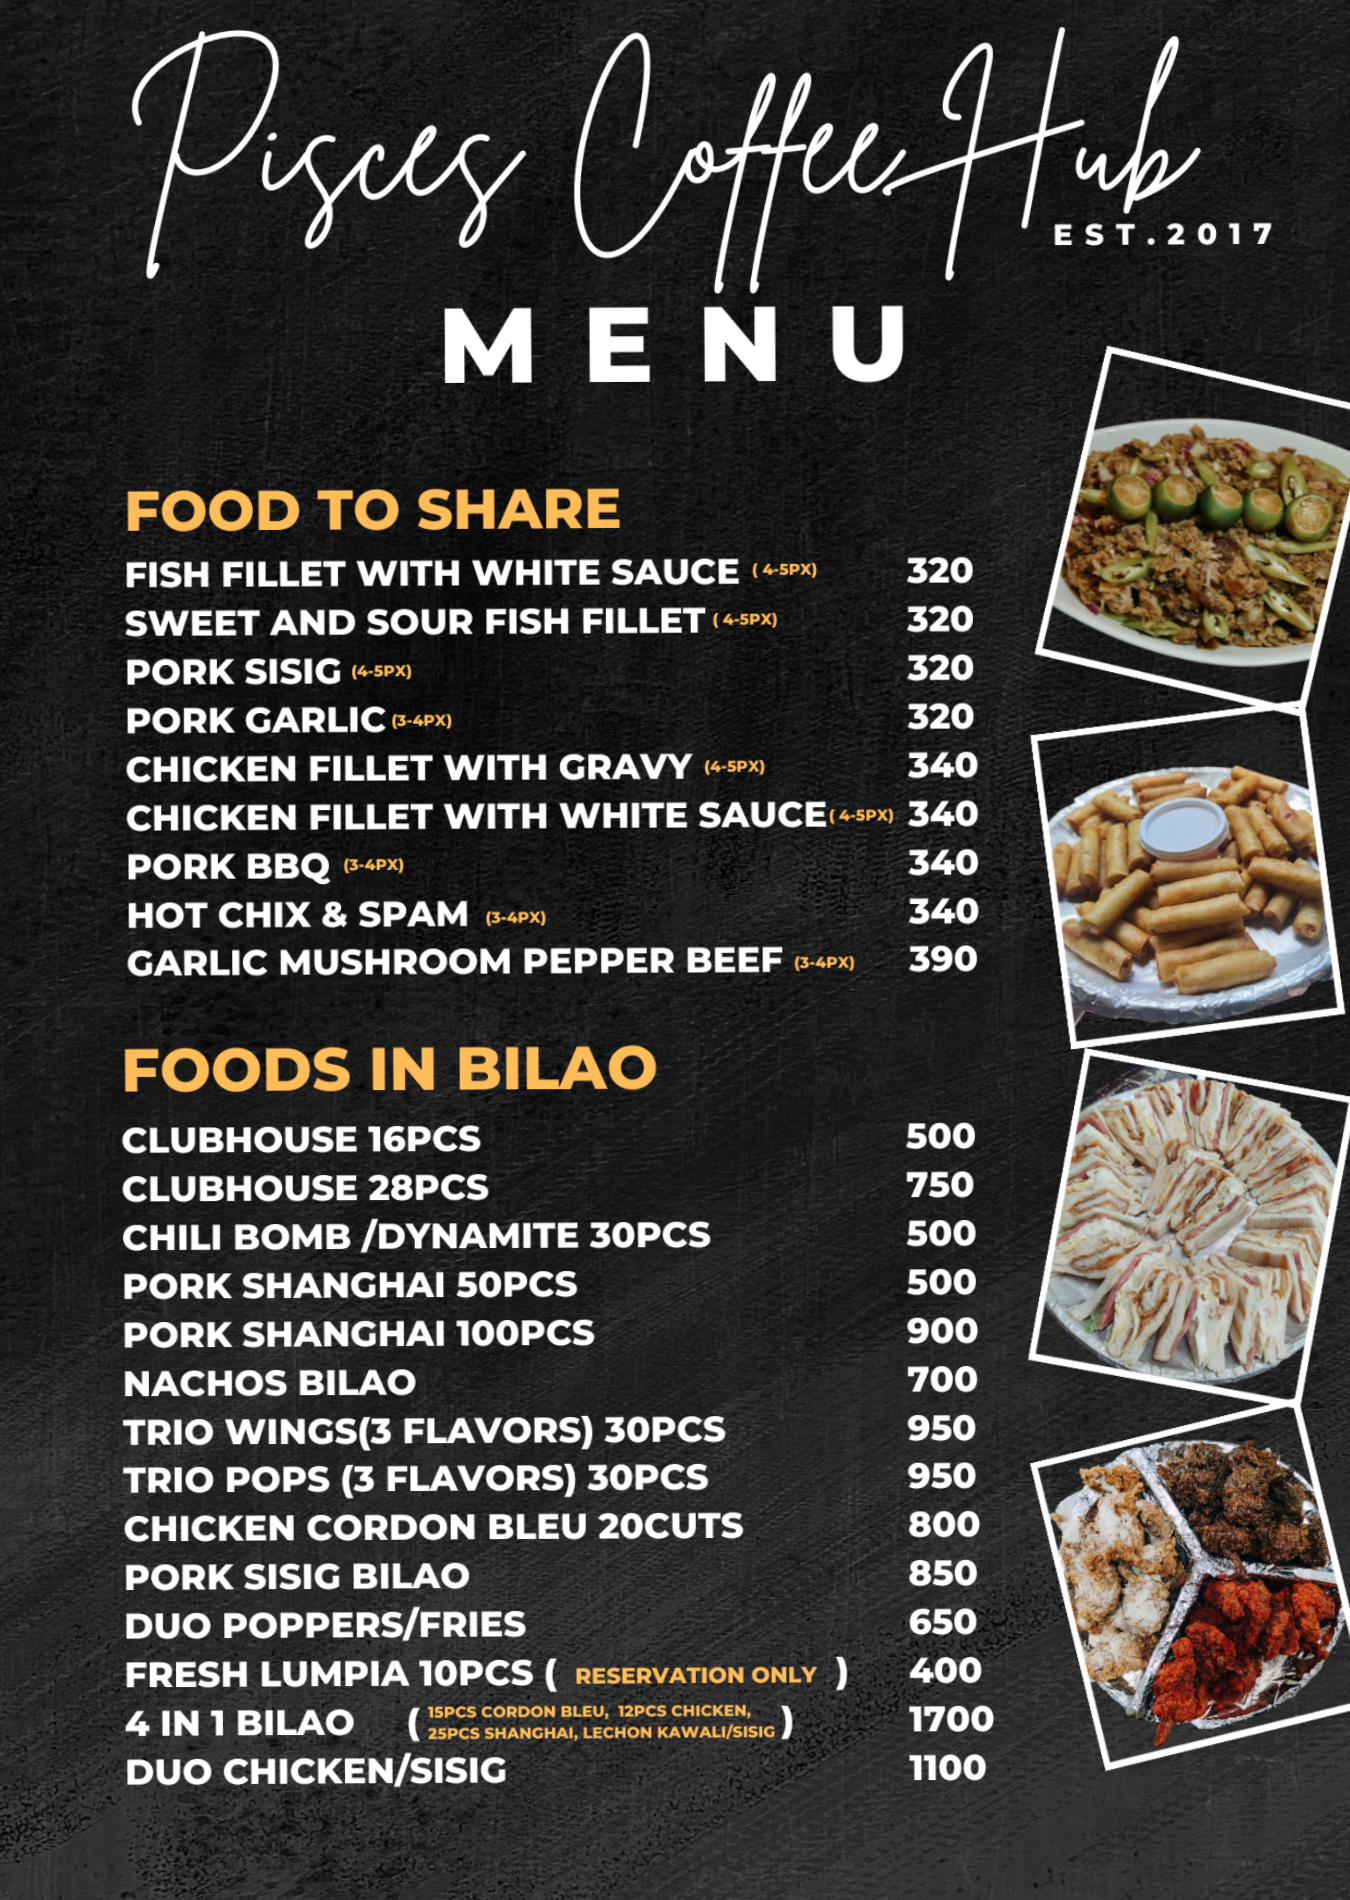 Pisces Coffee Hub
EST.2017
MENU
FOOD TO SHARE
FISH FILLET WITH WHITE SAUCE ( 4-5PX) 320
SWEET AND SOUR FISH FILLET ( 4-5PX) 320
PORK SISIG (4-5PX) 320
PORK GARLIC (3-4PX) 320
CHICKEN FILLET WITH GRAVY (4-5PX) 340
CHICKEN FILLET WITH WHITE SAUCE ( 4-5PX) 340
PORK BBQ (3-4PX) 340
HOT CHIX & SPAM (3-4PX) 340
GARLIC MUSHROOM PEPPER BEEF (3-4PX) 390
FOODS IN BILAO
CLUBHOUSE 16PCS 500
CLUBHOUSE 28PCS 750
CHILI BOMB /DYNAMITE 30PCS 500
PORK SHANGHAI 50PCS 500
PORK SHANGHAI 100PCS 900
NACHOS BILAO 700
TRIO WINGS(3 FLAVORS) 30PCS 950
TRIO POPS (3 FLAVORS) 30PCS 950
CHICKEN CORDON BLEU 20CUTS 800
PORK SISIG BILAO 850
DUO POPPERS/FRIES 650
FRESH LUMPIA 10PCS ( RESERVATION ONLY ) 400
4 IN 1 BILAO ( 15PCS CORDON BLEU, 12PCS CHICKEN,
25PCS SHANGHAI, LECHON KAWALI/SISIG ) 1700
DUO CHICKEN/SISIG 1100